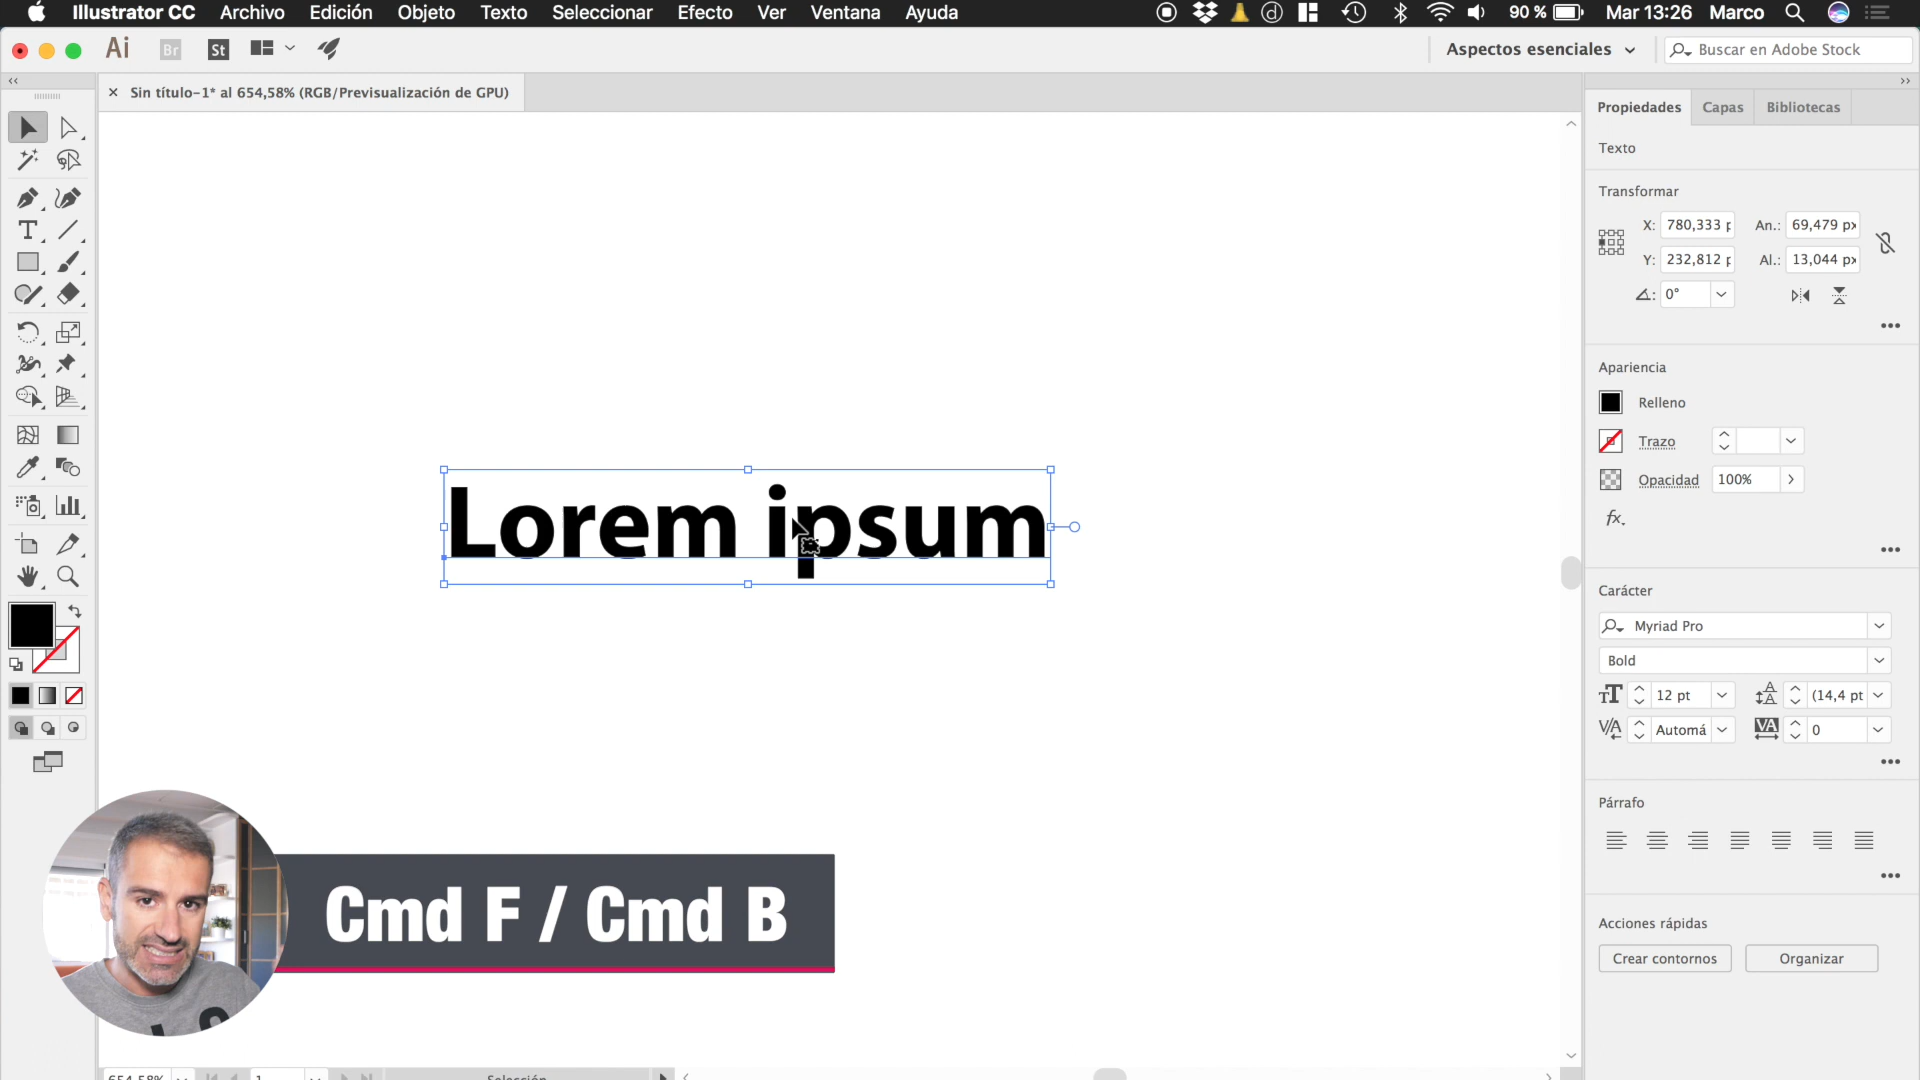 Illustrator CC Archivo Edición Objeto Texto Seleccionar Efecto Ver Ventana Ayuda 90 % Mar 13:26 Marco
Ai Br St Aspectos esenciales Buscar en Adobe Stock
Sin título-1* al 654,58% (RGB/Previsualización de GPU)
Propiedades Capas Bibliotecas
Texto
Transformar
X: 780,333 An.: 69,479 px
Y: 232,812 Al.: 13,044 px
0°
Apariencia
Relleno
Trazo
Opacidad 100%
fx.
Lorem ipsum
Carácter
Myriad Pro
Bold
12 pt (14,4 pt
Automá 0
Párrafo
Acciones rápidas
Crear contornos Organizar
Cmd F / Cmd B
654,58% 1 Selección